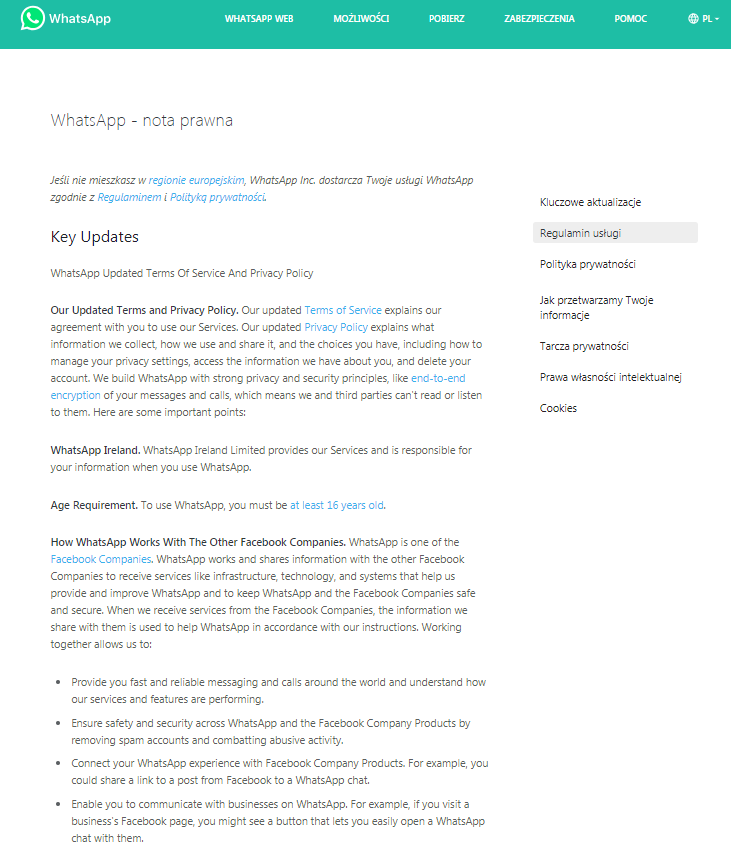 WhatsApp
WHATSAPP WEB
MOŻLIWOŚCI
POBIERZ
ZABEZPIECZENIA
POMOC
PL
WhatsApp - nota prawna
Jeśli nie mieszkasz w regionie europejskim, WhatsApp Inc. dostarcza Twoje usługi WhatsApp
zgodnie z Regulaminem i Polityką prywatności.
Key Updates
WhatsApp Updated Terms Of Service And Privacy Policy
Our Updated Terms and Privacy Policy. Our updated Terms of Service explains our
agreement with you to use our Services. Our updated Privacy Policy explains what
information we collect, how we use and share it, and the choices you have, including how to
manage your privacy settings, access the information we have about you, and delete your
account. We build WhatsApp with strong privacy and security principles, like end-to-end
encryption of your messages and calls, which means we and third parties can't read or listen
to them. Here are some important points:
WhatsApp Ireland. WhatsApp Ireland Limited provides our Services and is responsible for
your information when you use WhatsApp.
Age Requirement. To use WhatsApp, you must be at least 16 years old.
How WhatsApp Works With The Other Facebook Companies. WhatsApp is one of the
Facebook Companies. WhatsApp works and shares information with the other Facebook
Companies to receive services like infrastructure, technology, and systems that help us
provide and improve WhatsApp and to keep WhatsApp and the Facebook Companies safe
and secure. When we receive services from the Facebook Companies, the information we
share with them is used to help WhatsApp in accordance with our instructions. Working
together allows us to:
• Provide you fast and reliable messaging and calls around the world and understand how
our services and features are performing.
• Ensure safety and security across WhatsApp and the Facebook Company Products by
removing spam accounts and combatting abusive activity.
• Connect your WhatsApp experience with Facebook Company Products. For example, you
could share a link to a post from Facebook to a WhatsApp chat.
• Enable you to communicate with businesses on WhatsApp. For example, if you visit a
business's Facebook page, you might see a button that lets you easily open a WhatsApp
chat with them.
Kluczowe aktualizacje
Regulamin usługi
Polityka prywatności
Jak przetwarzamy Twoje
informacje
Tarcza prywatności
Prawa własności intelektualnej
Cookies